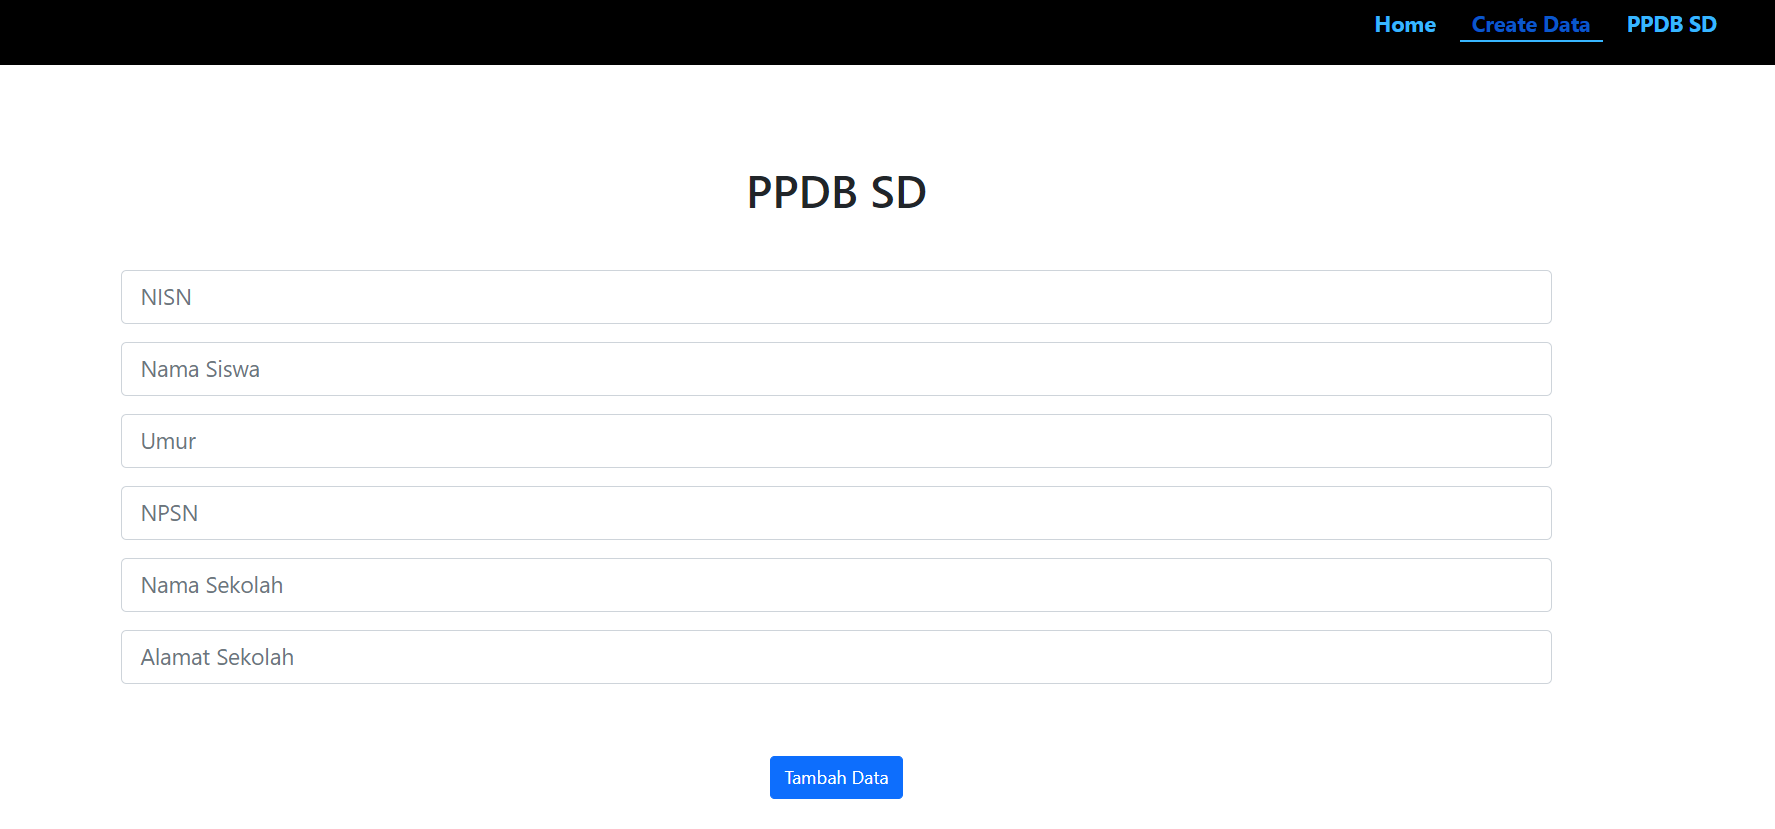 Home Create Data PPDB SD
PPDB SD
NISN
Nama Siswa
Umur
NPSN
Nama Sekolah
Alamat Sekolah
Tambah Data